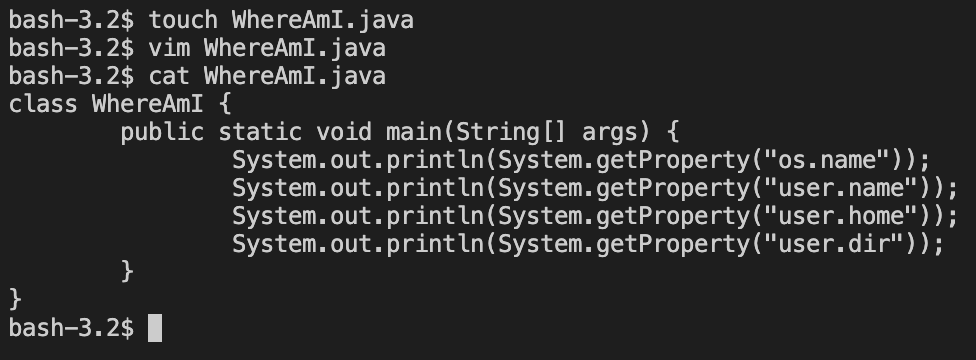 bash-3.2$ touch WhereAmI.java
bash-3.2$ vim WhereAmI.java
bash-3.2$ cat WhereAmI.java
class WhereAmI {
        public static void main(String[] args) {
                System.out.println(System.getProperty("os.name"));
                System.out.println(System.getProperty("user.name"));
                System.out.println(System.getProperty("user.home"));
                System.out.println(System.getProperty("user.dir"));
        }
}
bash-3.2$